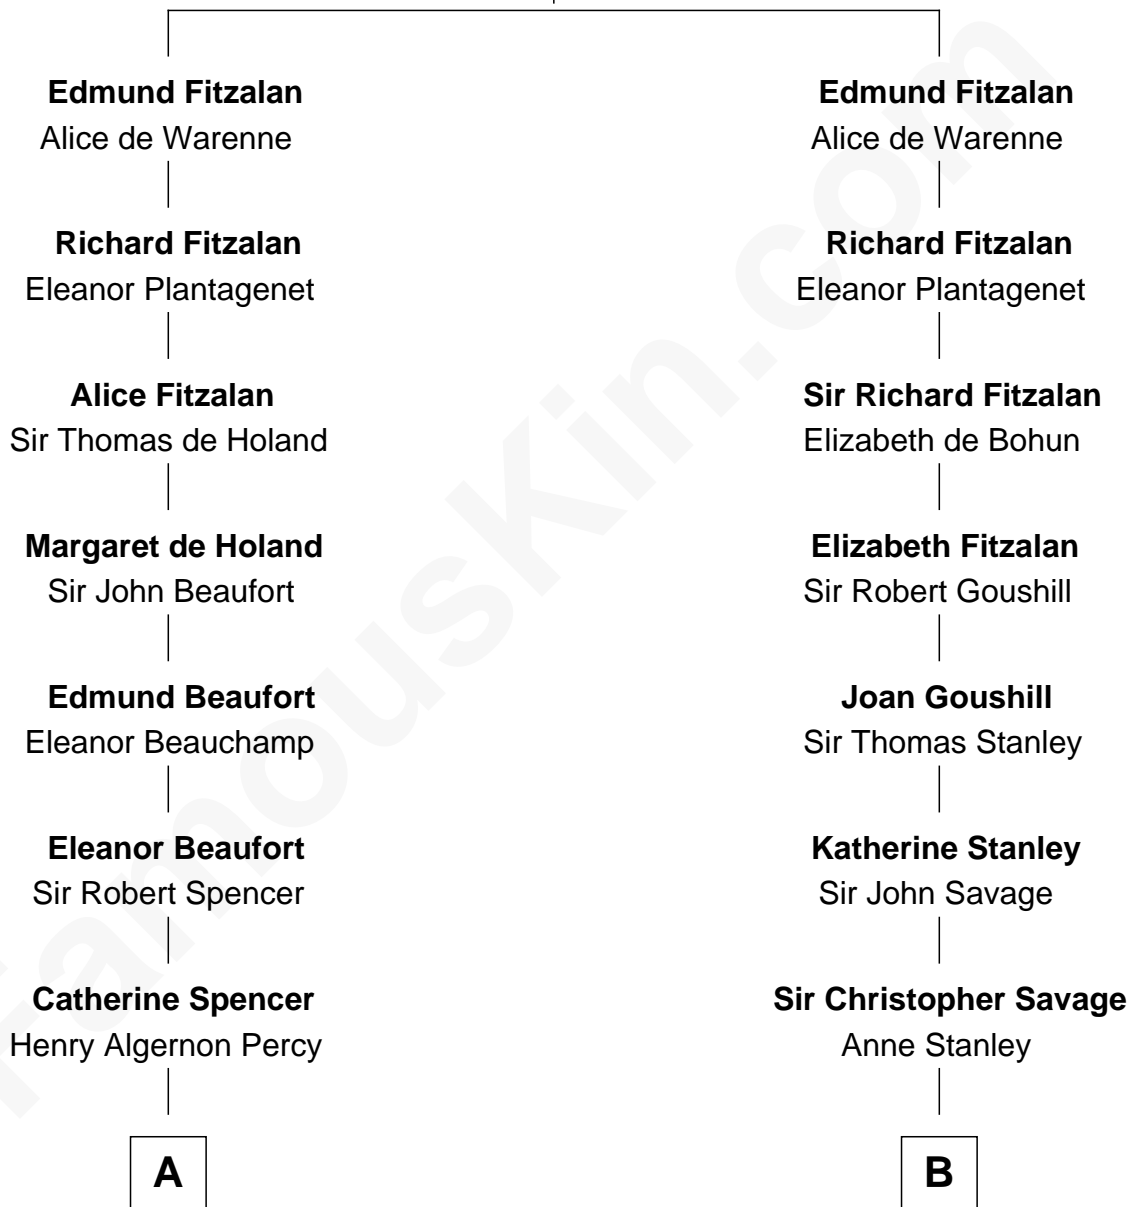 Edmund Fitzalan
Alice de Warenne
Richard Fitzalan
Eleanor Plantagenet
Alice Fitzalan
Sir Thomas de Holand
Margaret de Holand
Sir John Beaufort
Edmund Beaufort
Eleanor Beauchamp
Eleanor Beaufort
Sir Robert Spencer
Catherine Spencer
Henry Algernon Percy
A
Edmund Fitzalan
Alice de Warenne
Richard Fitzalan
Eleanor Plantagenet
Sir Richard Fitzalan
Elizabeth de Bohun
Elizabeth Fitzalan
Sir Robert Goushill
Joan Goushill
Sir Thomas Stanley
Katherine Stanley
Sir John Savage
Sir Christopher Savage
Anne Stanley
B
FamousKin.com